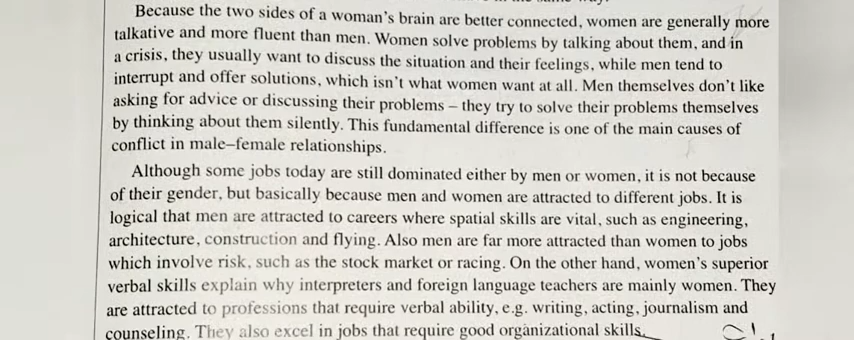 Because the two sides of a woman's brain are better connected, women are generally more
talkative and more fluent than men. Women solve problems by talking about them, and in
a crisis, they usually want to discuss the situation and their feelings, while men tend to
interrupt and offer solutions, which isn't what women want at all. Men themselves don't like
asking for advice or discussing their problems – they try to solve their problems themselves
by thinking about them silently. This fundamental difference is one of the main causes of
conflict in male–female relationships.
Although some jobs today are still dominated either by men or women, it is not because
of their gender, but basically because men and women are attracted to different jobs. It is
logical that men are attracted to careers where spatial skills are vital, such as engineering,
architecture, construction and flying. Also men are far more attracted than women to jobs
which involve risk, such as the stock market or racing. On the other hand, women's superior
verbal skills explain why interpreters and foreign language teachers are mainly women. They
are attracted to professions that require verbal ability, e.g. writing, acting, journalism and
counseling. They also excel in jobs that require good organizational skills.